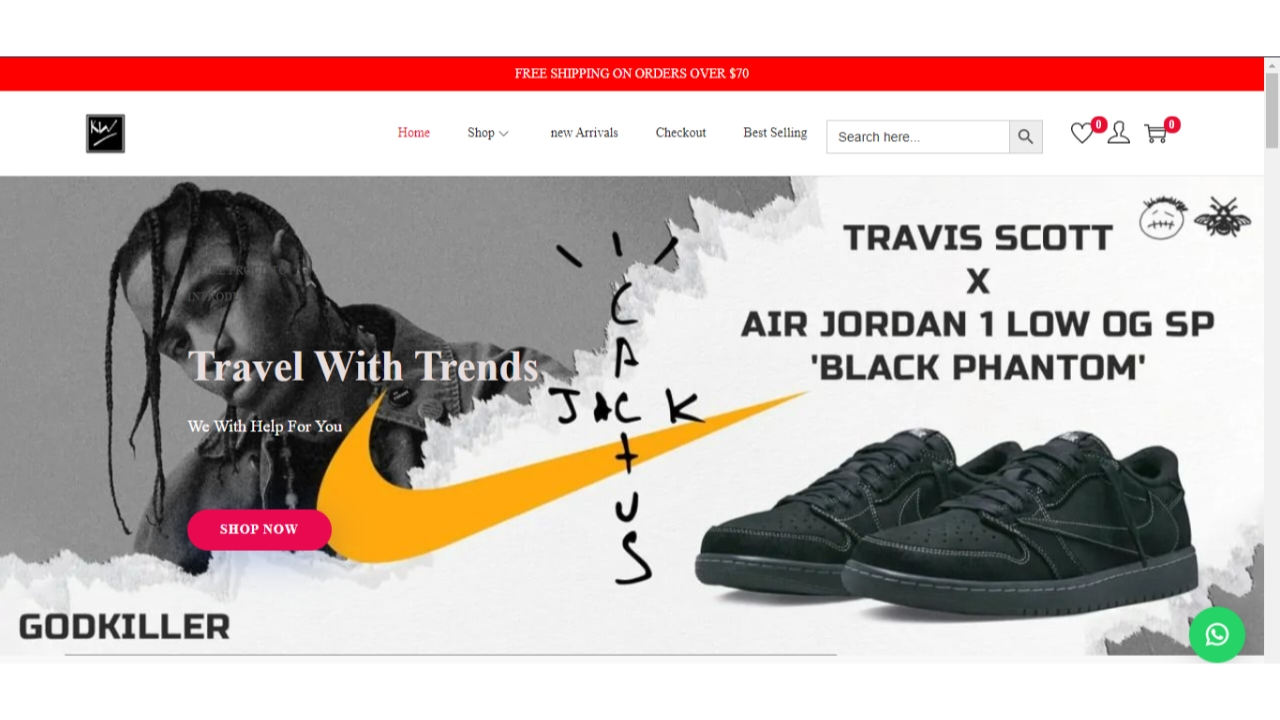 FREE SHIPPING ON ORDERS OVER $70
KW
Home Shop new Arrivals Checkout Best Selling Search here... 0 0
TRAVIS SCOTT
X
AIR JORDAN 1 LOW OG SP
'BLACK PHANTOM'
CACTUS
JACK
Travel With Trends
We With Help For You
SHOP NOW
GODKILLER